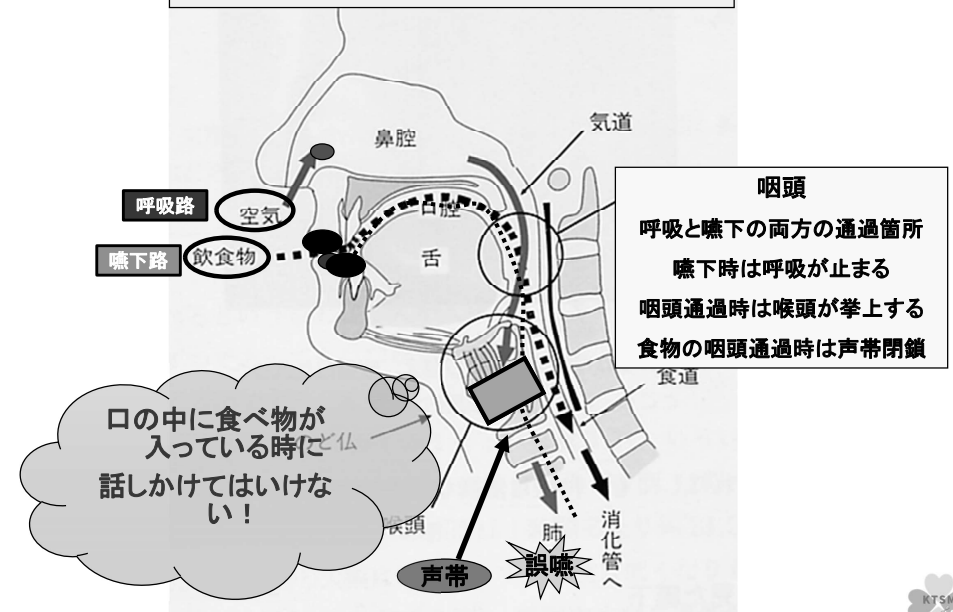 鼻腔
気道
呼吸路
空気
嚥下路
飲食物
口腔
舌
咽頭
呼吸と嚥下の両方の通過箇所
嚥下時は呼吸が止まる
咽頭通過時は喉頭が挙上する
食物の咽頭通過時は声帯閉鎖
食道
口の中に食べ物が
入っている時に
話しかけてはいけな
い!
のど仏
喉頭
声帯
肺
誤嚥
消化管へ
KTSM